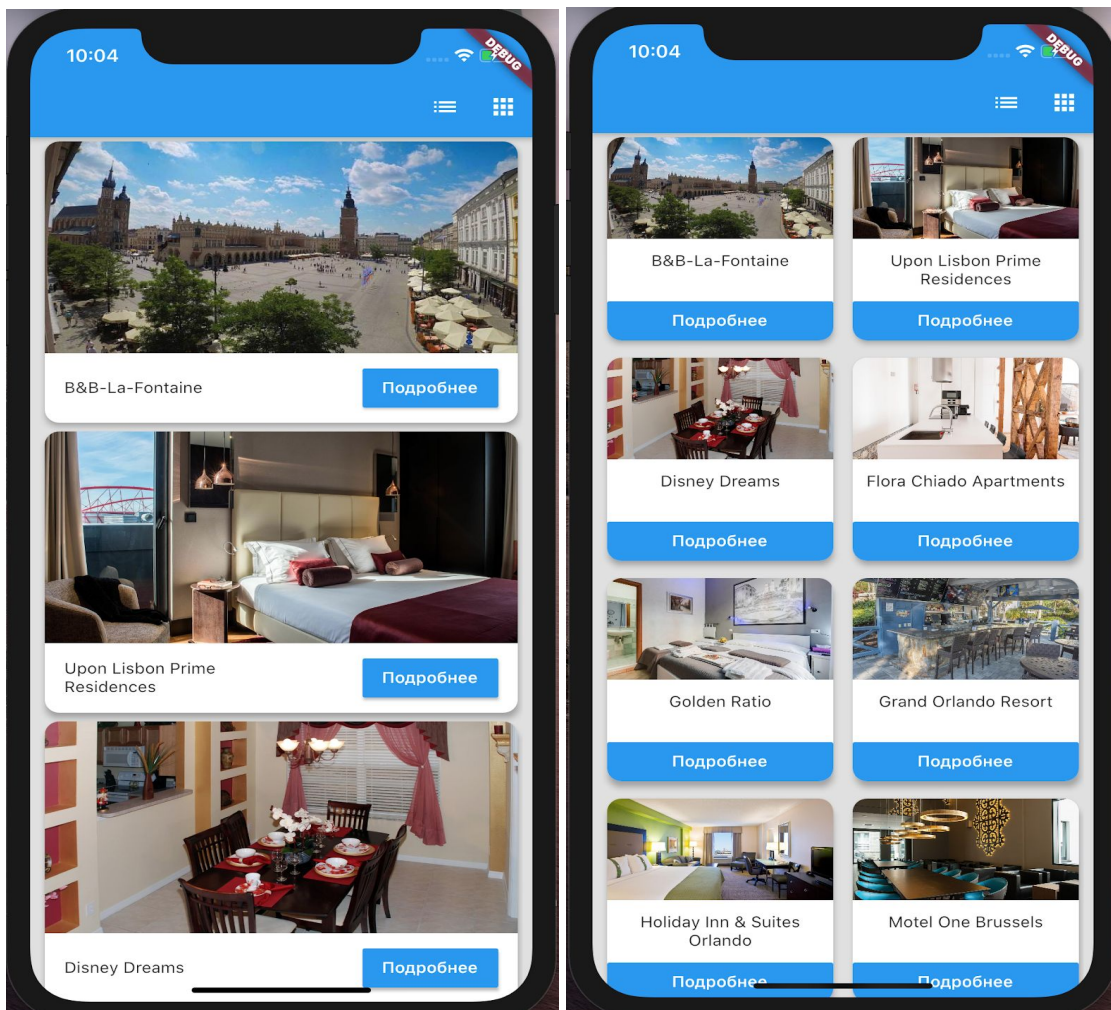 10:04
DEBUG
B&B-La-Fontaine
Подробнее
Upon Lisbon Prime
Residences
Подробнее
Disney Dreams
Подробнее
10:04
DEBUG
B&B-La-Fontaine
Upon Lisbon Prime
Residences
Подробнее
Подробнее
Disney Dreams
Flora Chiado Apartments
Подробнее
Подробнее
Golden Ratio
Grand Orlando Resort
Подробнее
Подробнее
Holiday Inn & Suites
Orlando
Motel One Brussels
Подробнее
Подробнее